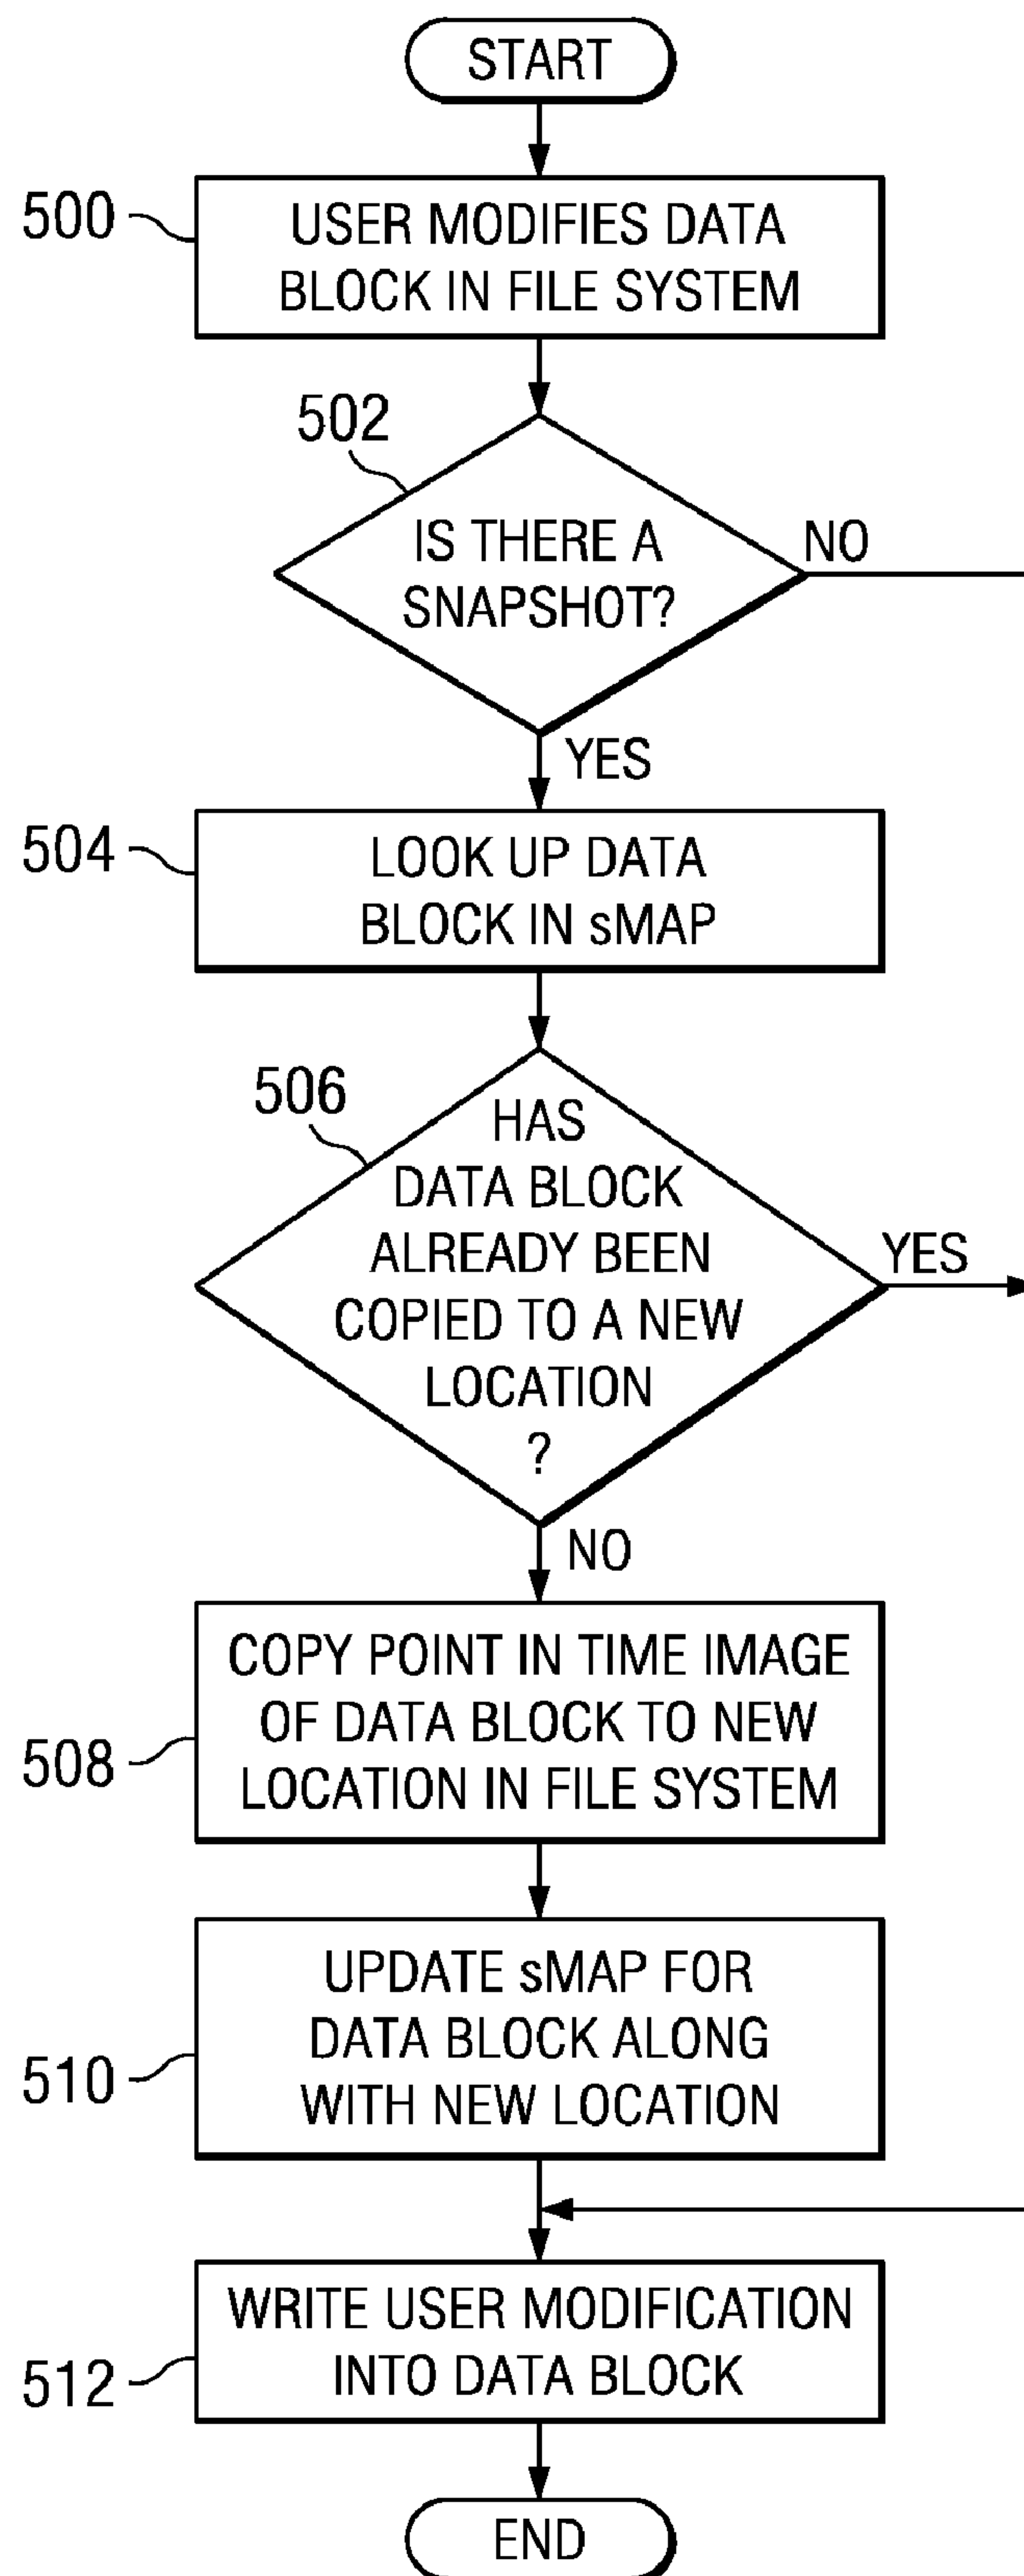 START
500
USER MODIFIES DATA
BLOCK IN FILE SYSTEM
502
IS THERE A
SNAPSHOT?
NO
YES
504
LOOK UP DATA
BLOCK IN sMAP
506
HAS
DATA BLOCK
ALREADY BEEN
COPIED TO A NEW
LOCATION
?
YES
NO
508
COPY POINT IN TIME IMAGE
OF DATA BLOCK TO NEW
LOCATION IN FILE SYSTEM
510
UPDATE sMAP FOR
DATA BLOCK ALONG
WITH NEW LOCATION
512
WRITE USER MODIFICATION
INTO DATA BLOCK
END